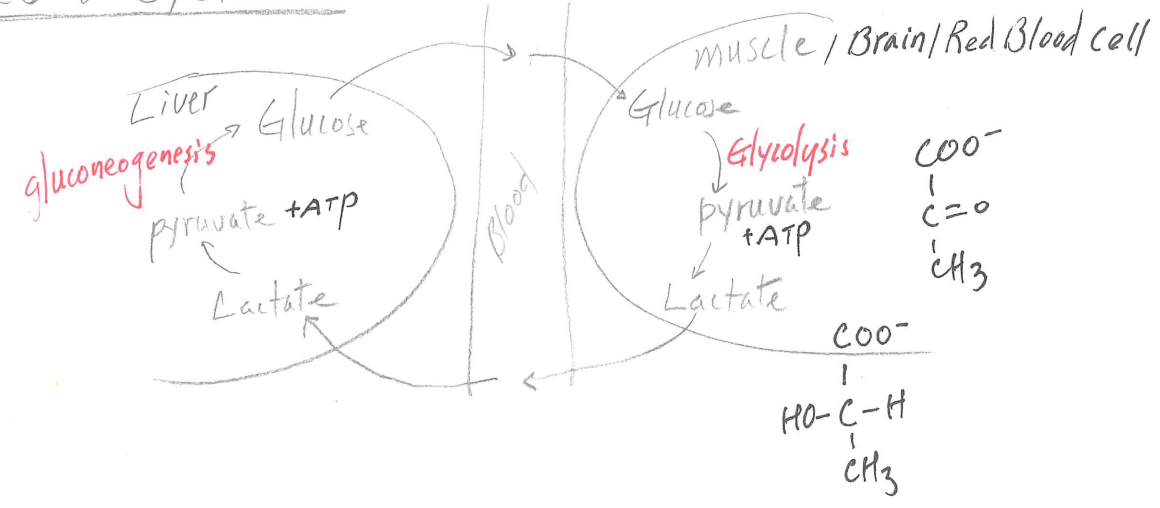 Liver
Glucose
gluconeogenesis
pyruvate +ATP
Lactate
Blood
muscle / Brain/Red Blood Cell
Glucose
Glycolysis
pyruvate
+ATP
Lactate
COO⁻
C=O
CH₃
COO⁻
HO-C-H
CH₃